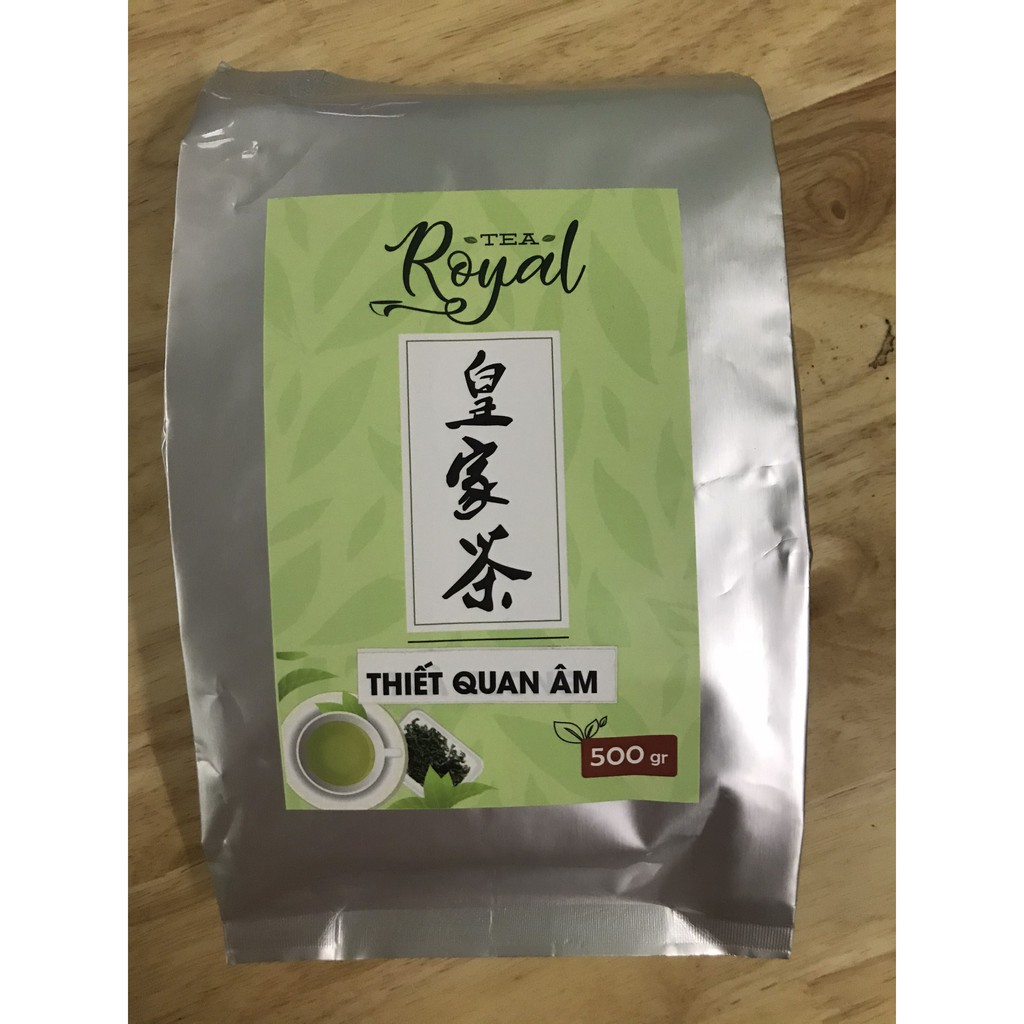 TEA
Royal
皇家茶
THIẾT QUAN ÂM
500 gr